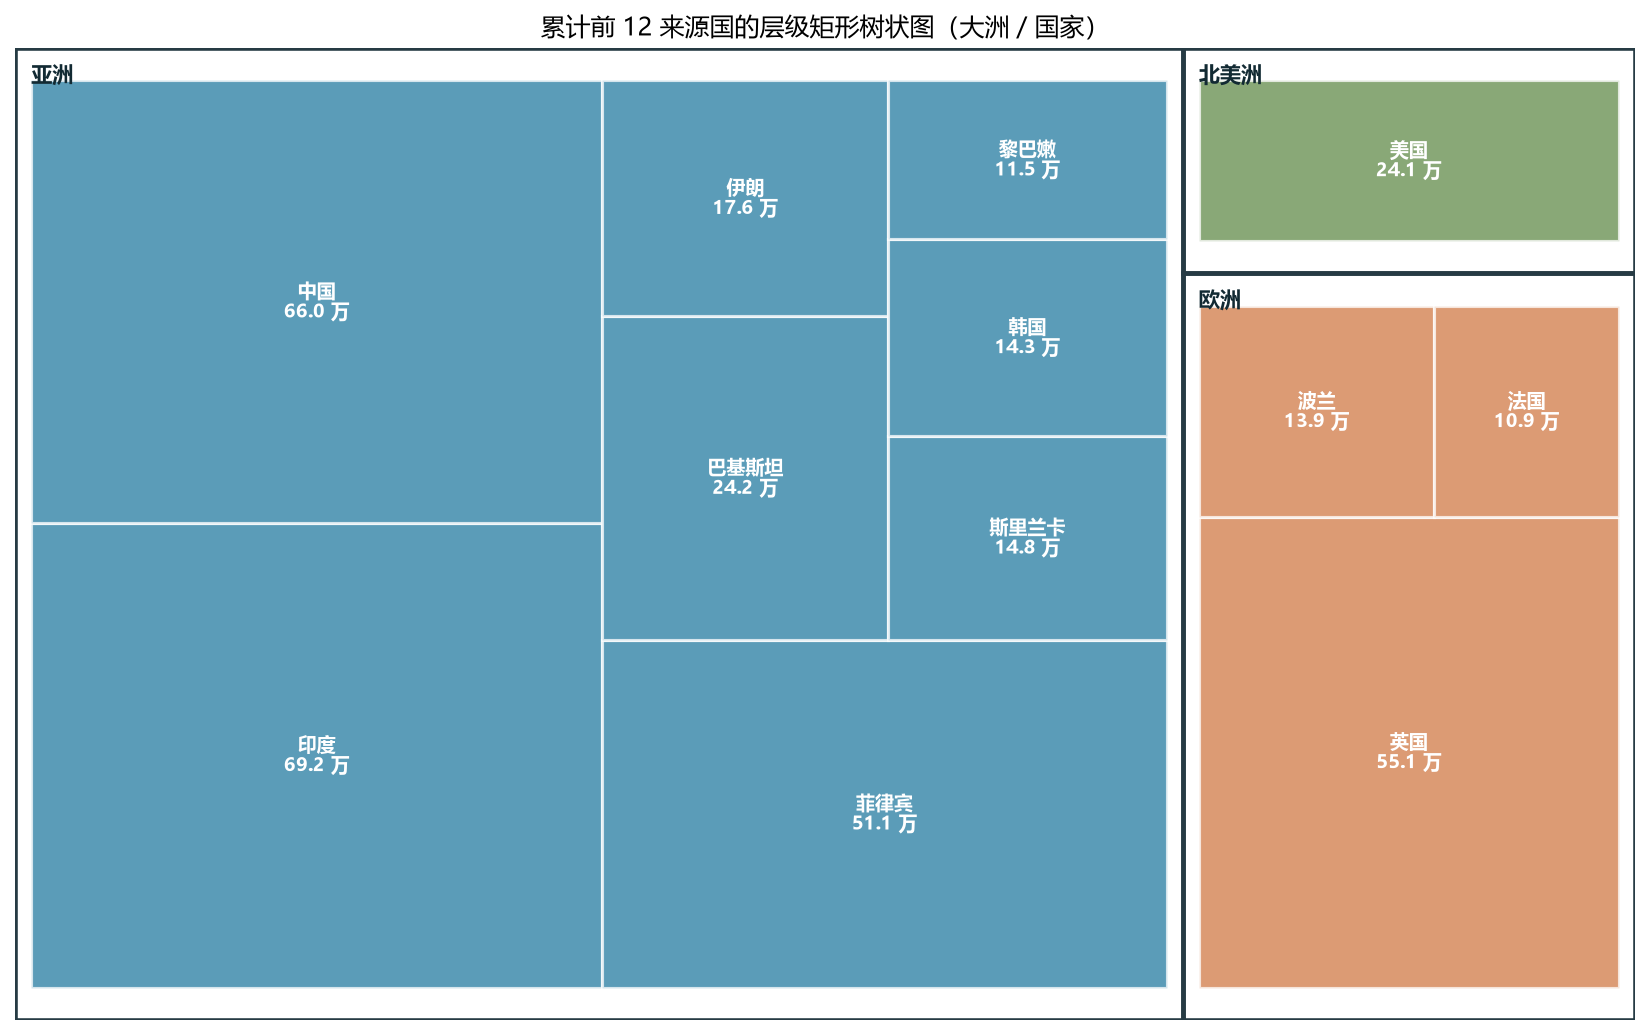 累计前 12 来源国的层级矩形树状图（大洲 / 国家）
亚洲
中国
66.0 万
印度
69.2 万
伊朗
17.6 万
巴基斯坦
24.2 万
黎巴嫩
11.5 万
韩国
14.3 万
斯里兰卡
14.8 万
菲律宾
51.1 万
北美洲
美国
24.1 万
欧洲
波兰
13.9 万
法国
10.9 万
英国
55.1 万